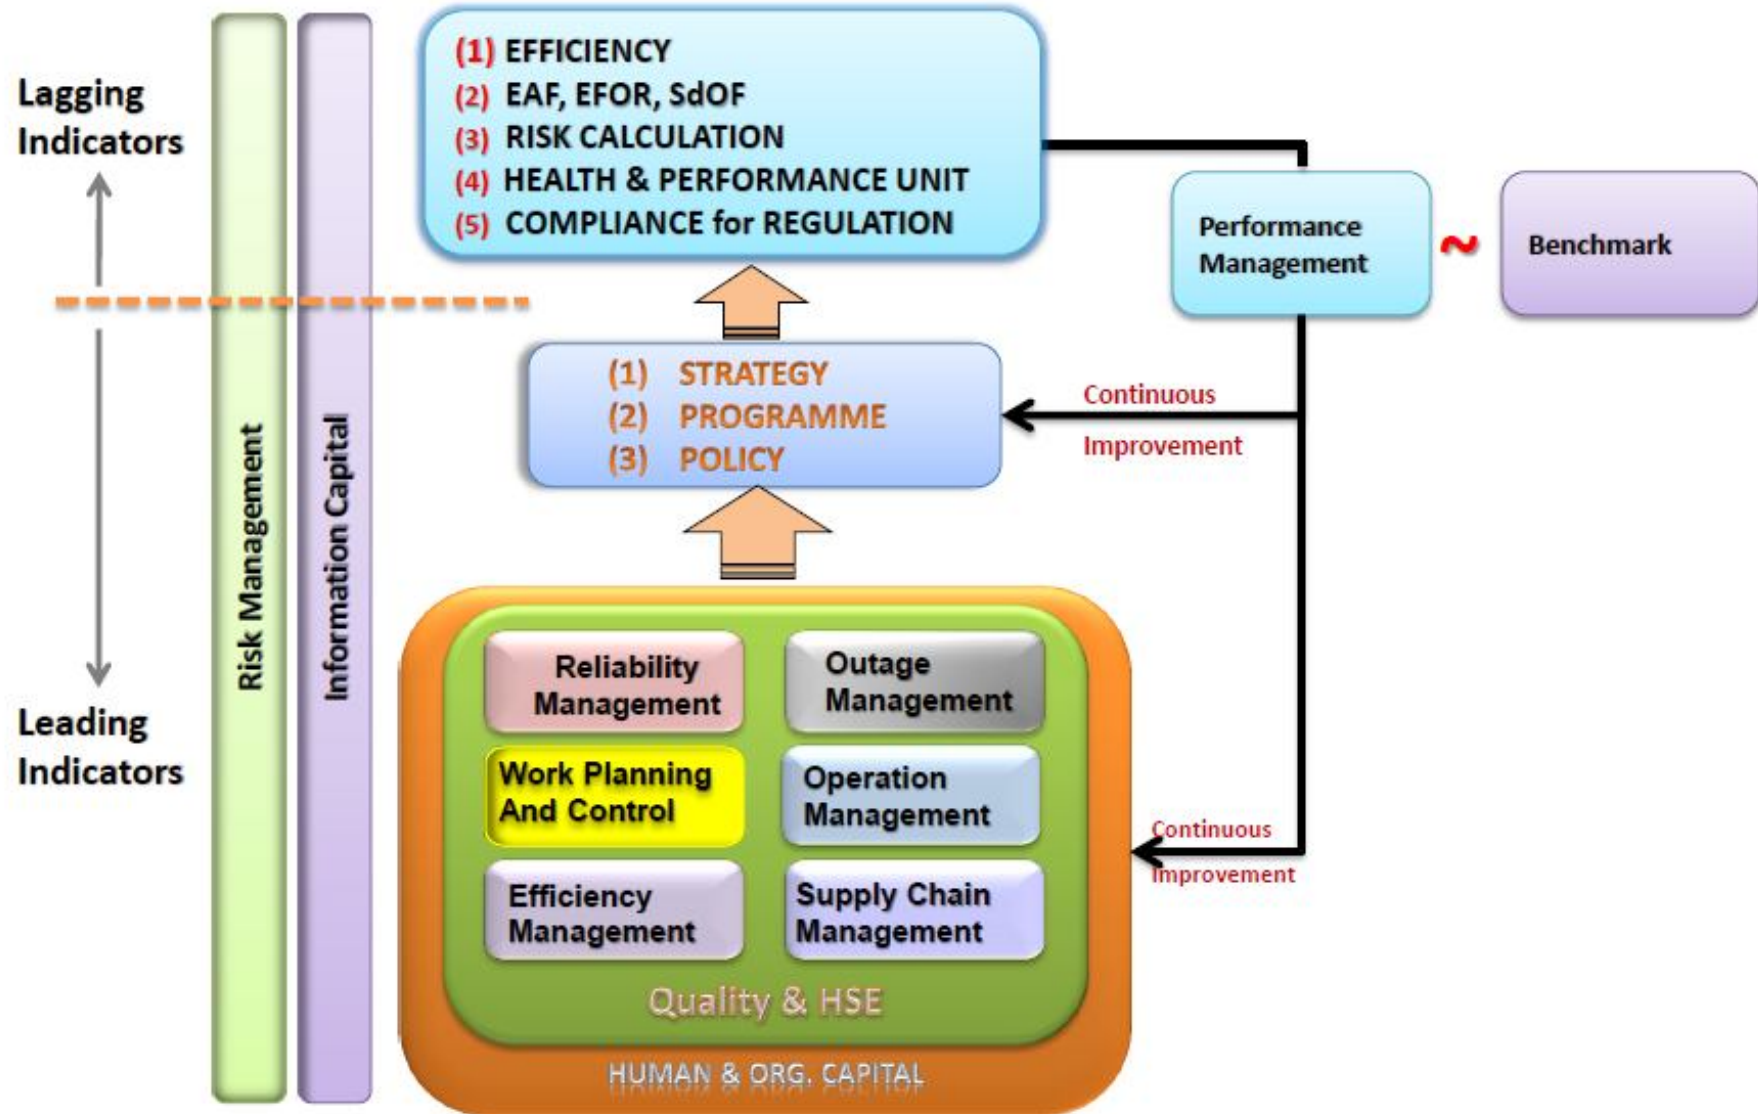 Lagging
Indicators
Leading
Indicators
Risk Management
Information Capital
(1) EFFICIENCY
(2) EAF, EFOR, SdOF
(3) RISK CALCULATION
(4) HEALTH & PERFORMANCE UNIT
(5) COMPLIANCE for REGULATION
Performance
Management
~
Benchmark
(1) STRATEGY
(2) PROGRAMME
(3) POLICY
Continuous
Improvement
Reliability
Management
Outage
Management
Work Planning
And Control
Operation
Management
Efficiency
Management
Supply Chain
Management
Quality & HSE
HUMAN & ORG. CAPITAL
Continuous
Improvement